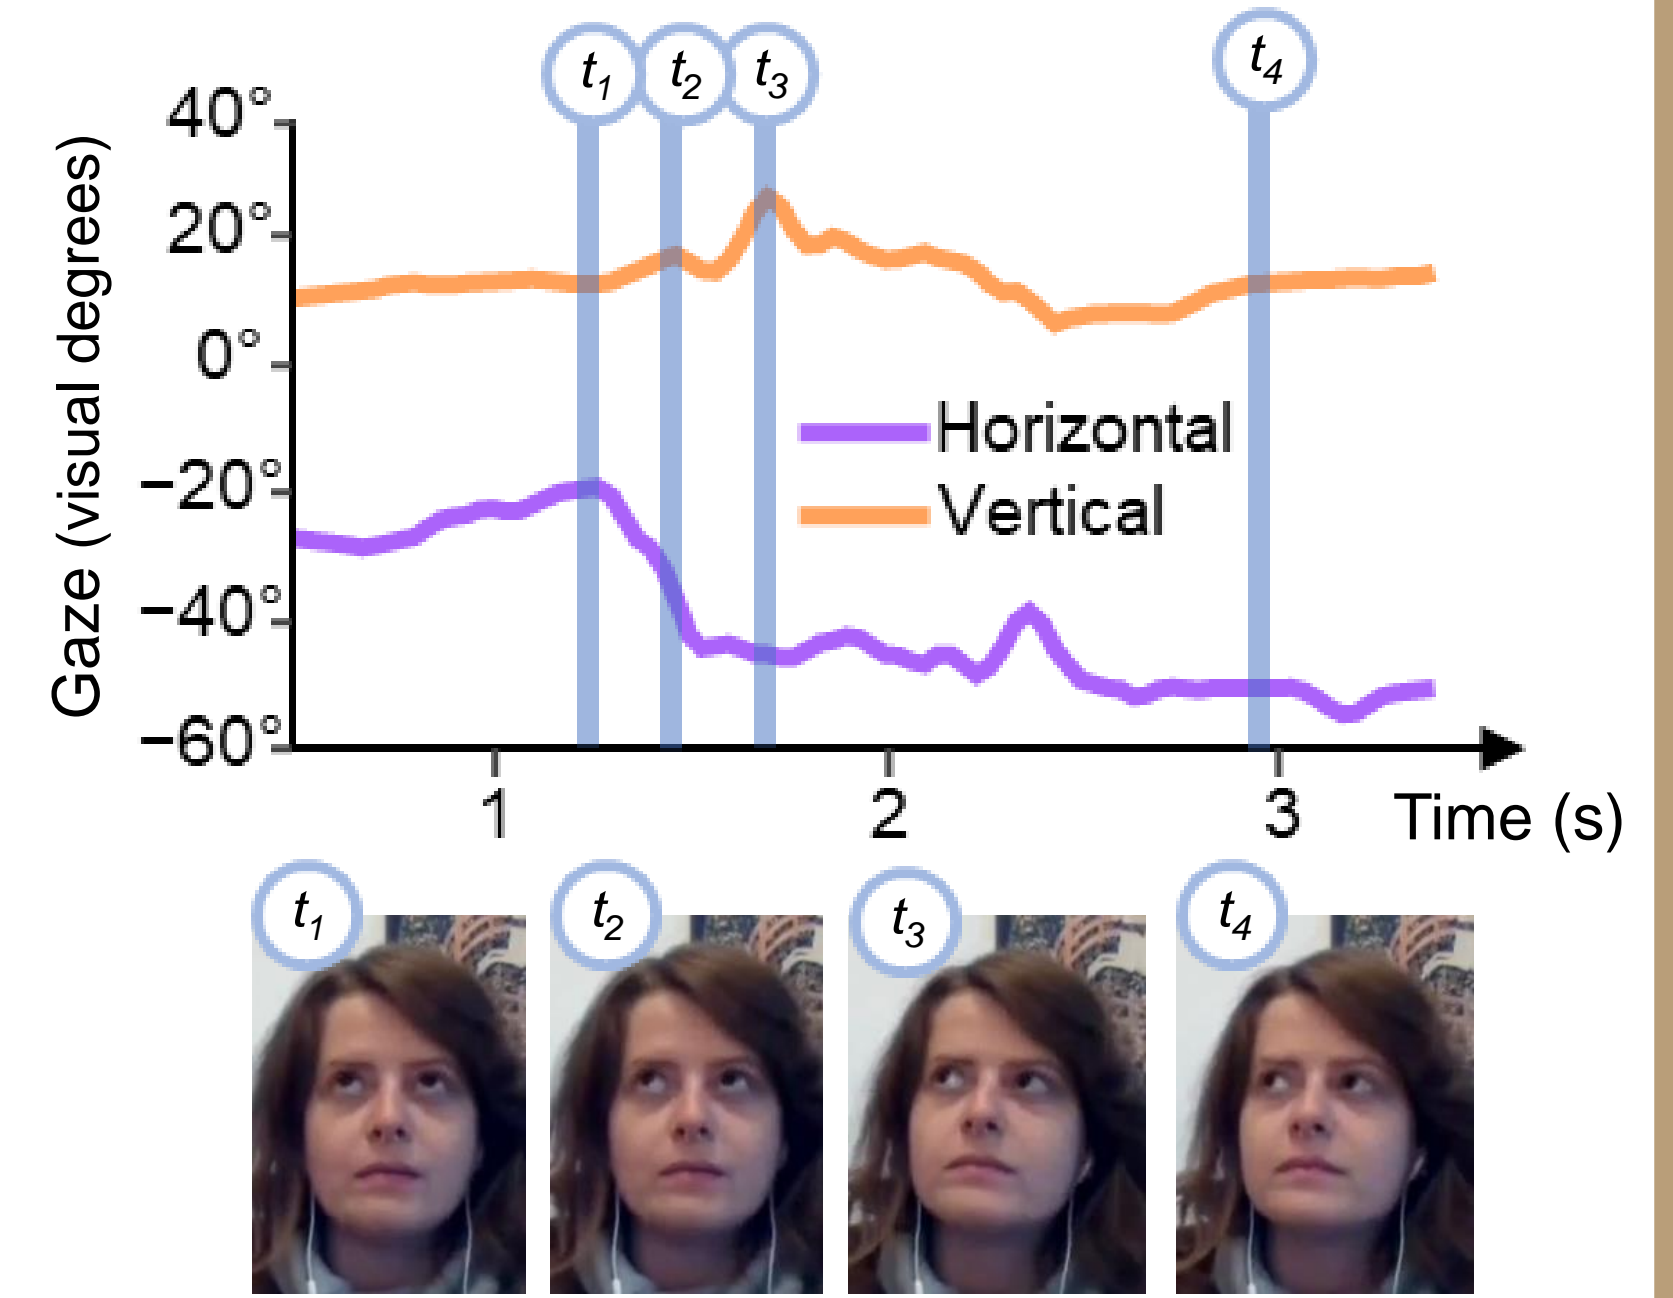 t1 t2 t3 t4
Gaze (visual degrees)
40°
20°
0°
−20°
−40°
−60°
Horizontal
Vertical
1 2 3 Time (s)
t1 t2 t3 t4